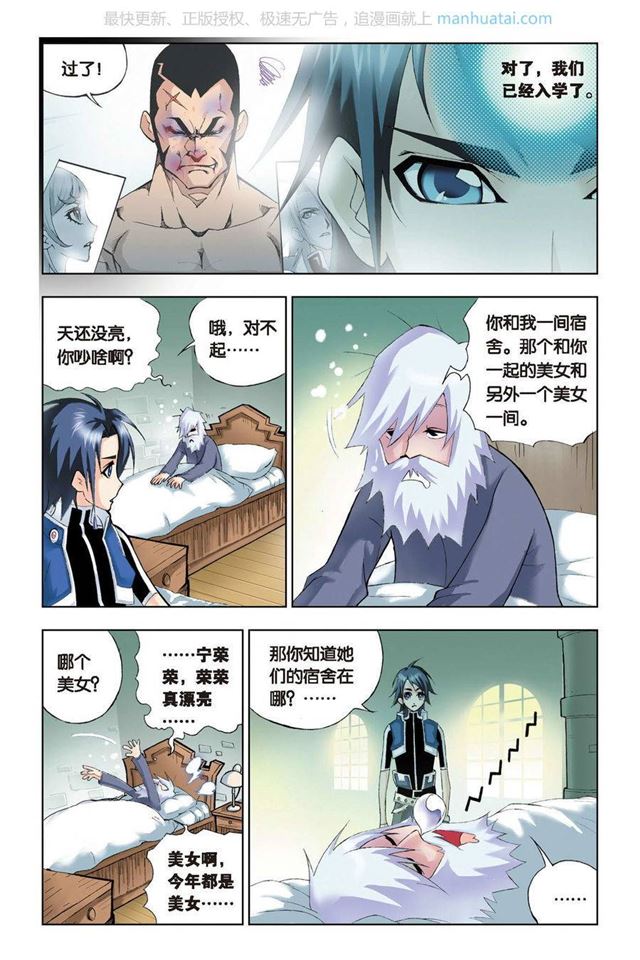 最快更新、正版授权、极速无广告，追漫画就上 manhuatai.com
过了！
对了，我们
已经入学了。
天还没亮，
你吵啥啊？
哦，对不
起……
你和我一间宿
舍。那个和你
一起的美女和
另外一个美女
一间。
哪个
美女？
……宁荣
荣，荣荣
真漂亮
……
美女啊，
今年都是
美女……
那你知道她
们的宿舍在
哪？……
……